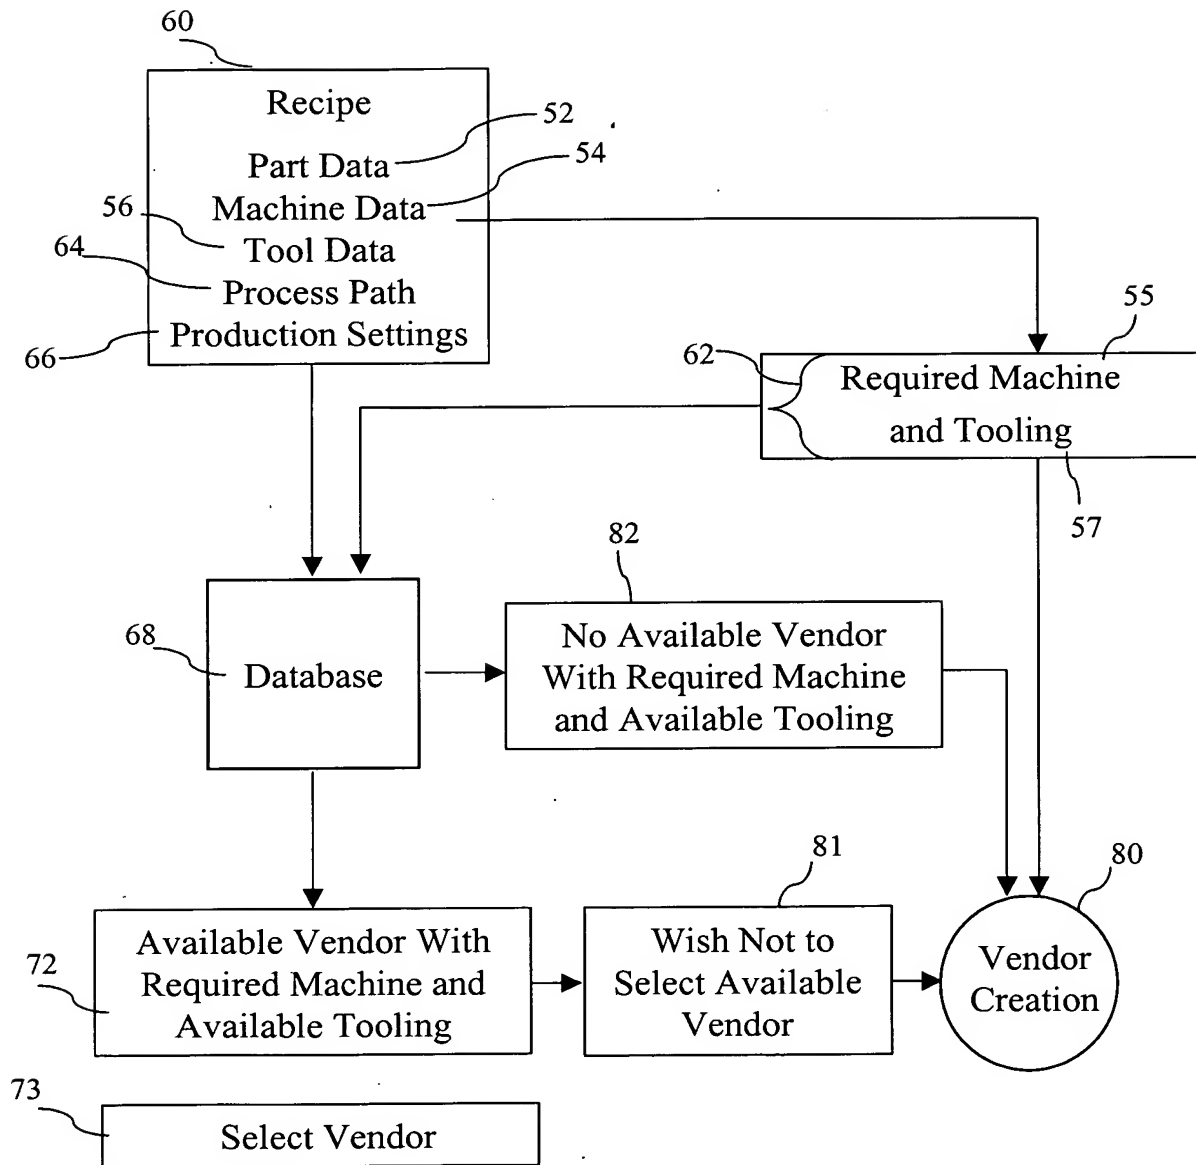 60
Recipe
52
Part Data
54
Machine Data
56
Tool Data
64
Process Path
66
Production Settings
55
62
Required Machine
and Tooling
57
82
68
Database
No Available Vendor
With Required Machine
and Available Tooling
81
80
72
Available Vendor With
Required Machine and
Available Tooling
Wish Not to
Select Available
Vendor
Vendor
Creation
73
Select Vendor